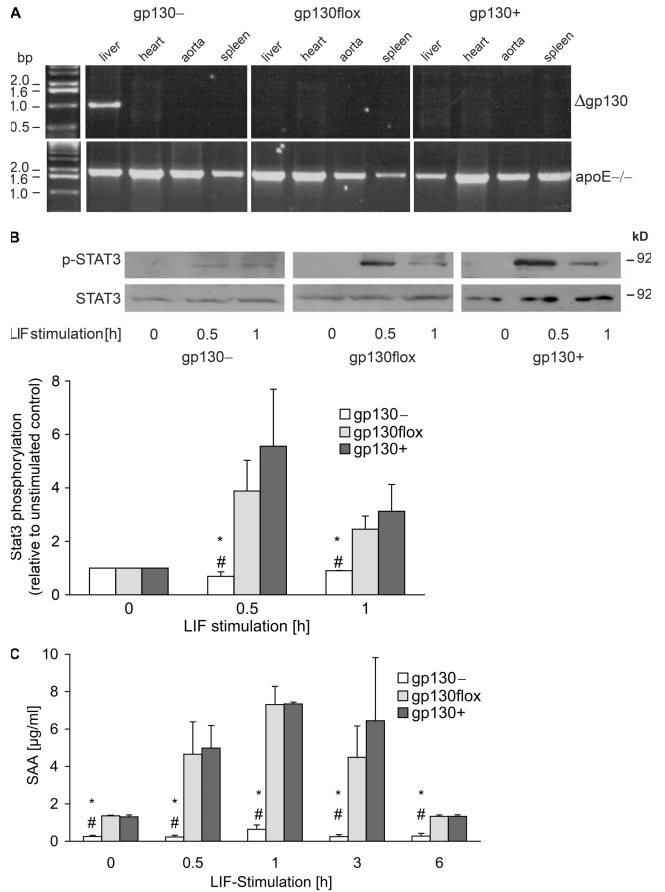 A
gp130– gp130flox gp130+
bp liver heart aorta spleen liver heart aorta spleen liver heart aorta spleen
2.0 –
1.6 –
1.0 –
0.5 –
Δgp130
2.0 –
1.6 –
1.0 –
apoE–/–
B
kD
p-STAT3 – 92
STAT3 – 92
LIF stimulation [h] 0 0.5 1 0 0.5 1 0 0.5 1
gp130– gp130flox gp130+
Stat3 phosphorylation
(relative to unstimulated control)
8
6
4
2
0
gp130–
gp130flox
gp130+
* *
# #
0 0.5 1
LIF stimulation [h]
C
SAA [µg/ml]
10
8
6
4
2
0
gp130–
gp130flox
gp130+
* * * * *
# # # # #
0 0.5 1 3 6
LIF-Stimulation [h]